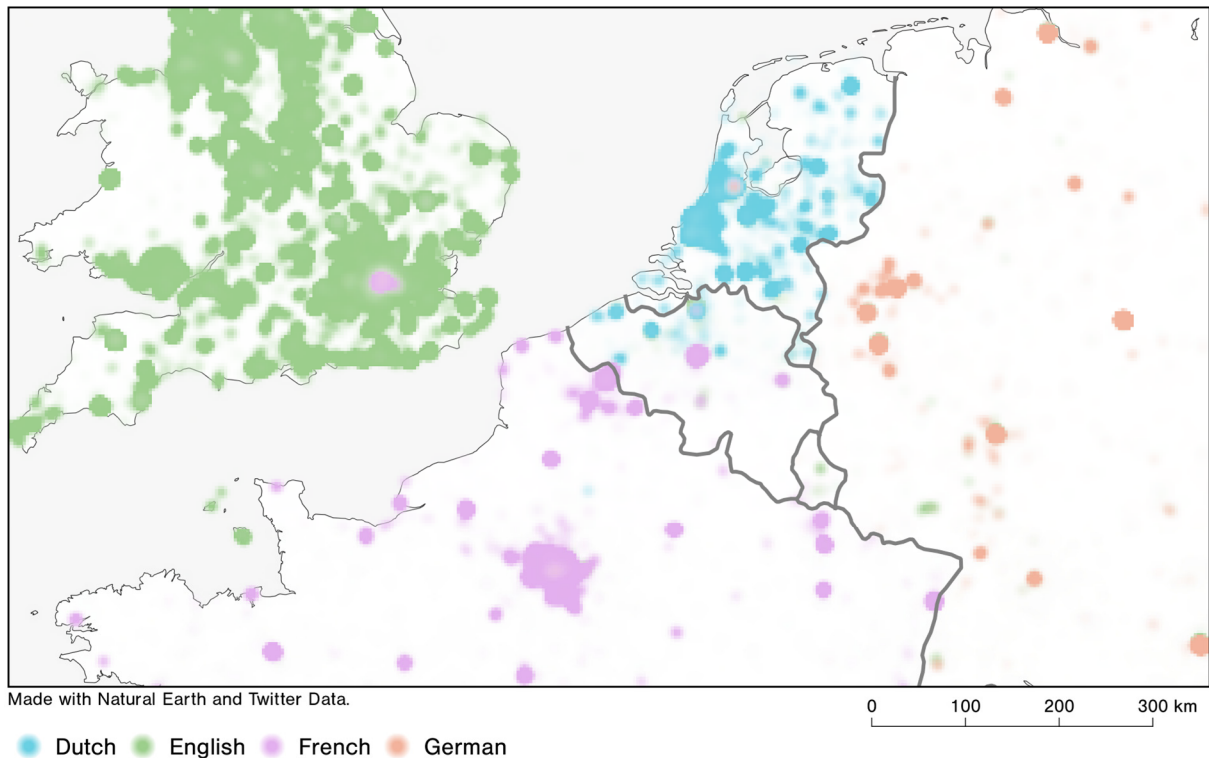 Made with Natural Earth and Twitter Data.
0 100 200 300 km
Dutch English French German